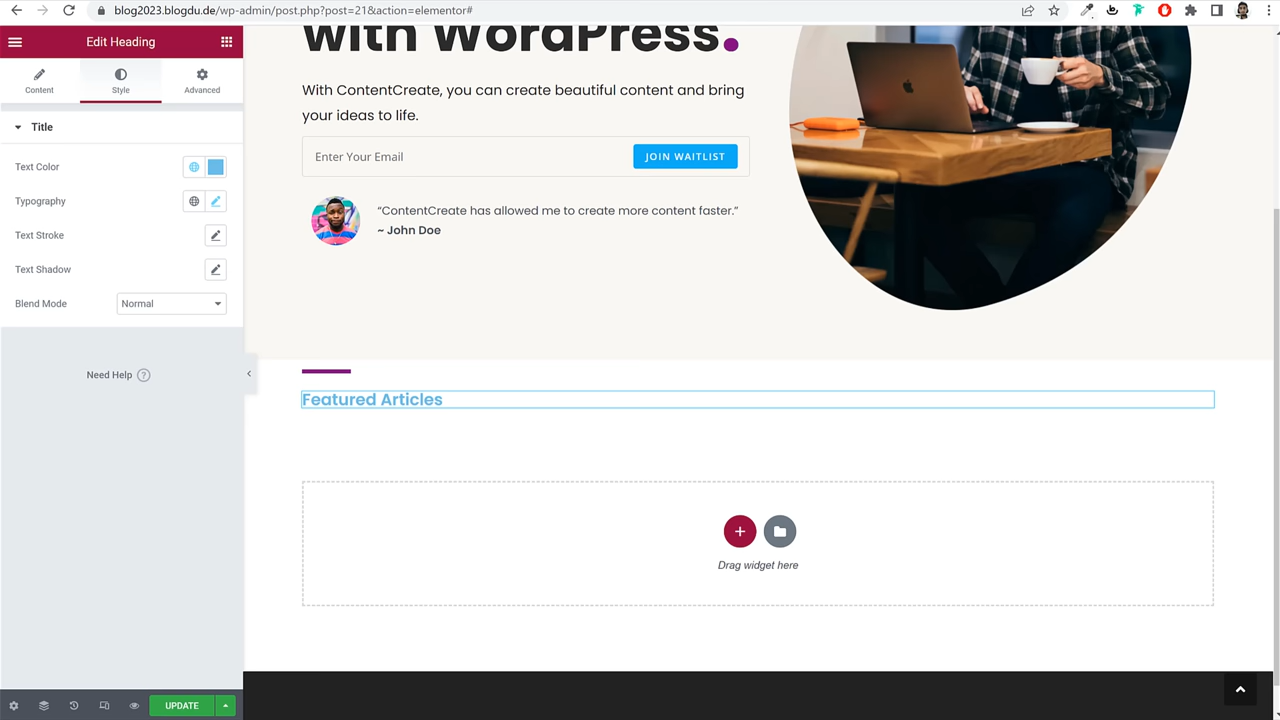 blog2023.blogdu.de/wp-admin/post.php?post=21&action=elementor#
Edit Heading
Content
Style
Advanced
Title
Text Color
Typography
Text Stroke
Text Shadow
Blend Mode
Normal
Need Help
?
UPDATE
with WordPress.
With ContentCreate, you can create beautiful content and bring
your ideas to life.
Enter Your Email
JOIN WAITLIST
“ContentCreate has allowed me to create more content faster.”
~ John Doe
Featured Articles
Drag widget here